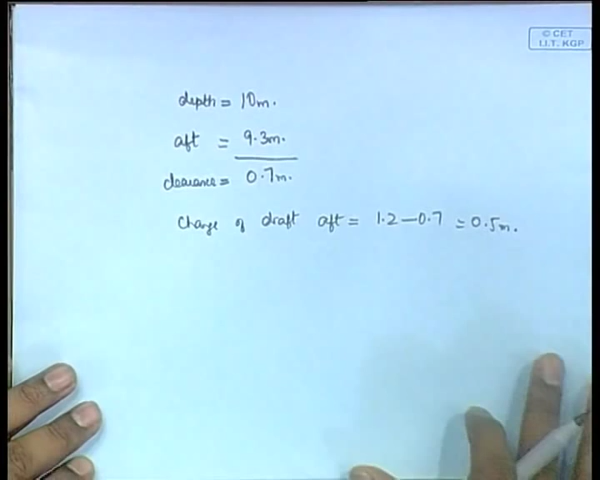 © CET
I.I.T. KGP
depth = 10m.
aft = 9.3m.
clearance = 0.7m.
Change of draft aft = 1.2 - 0.7 = 0.5m.